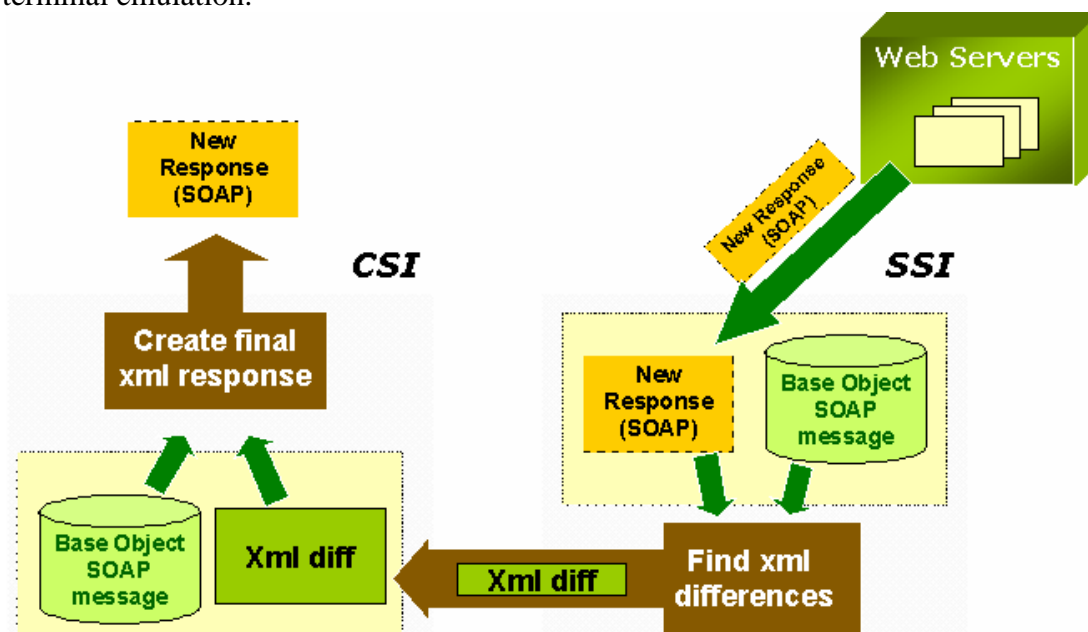 terminal emulation.
Web Servers
New
Response
(SOAP)
New Response
(SOAP)
CSI
SSI
Create final
xml response
New
Response
(SOAP)
Base Object
SOAP
message
Base Object
SOAP
message
Xml diff
Xml diff
Find xml
differences